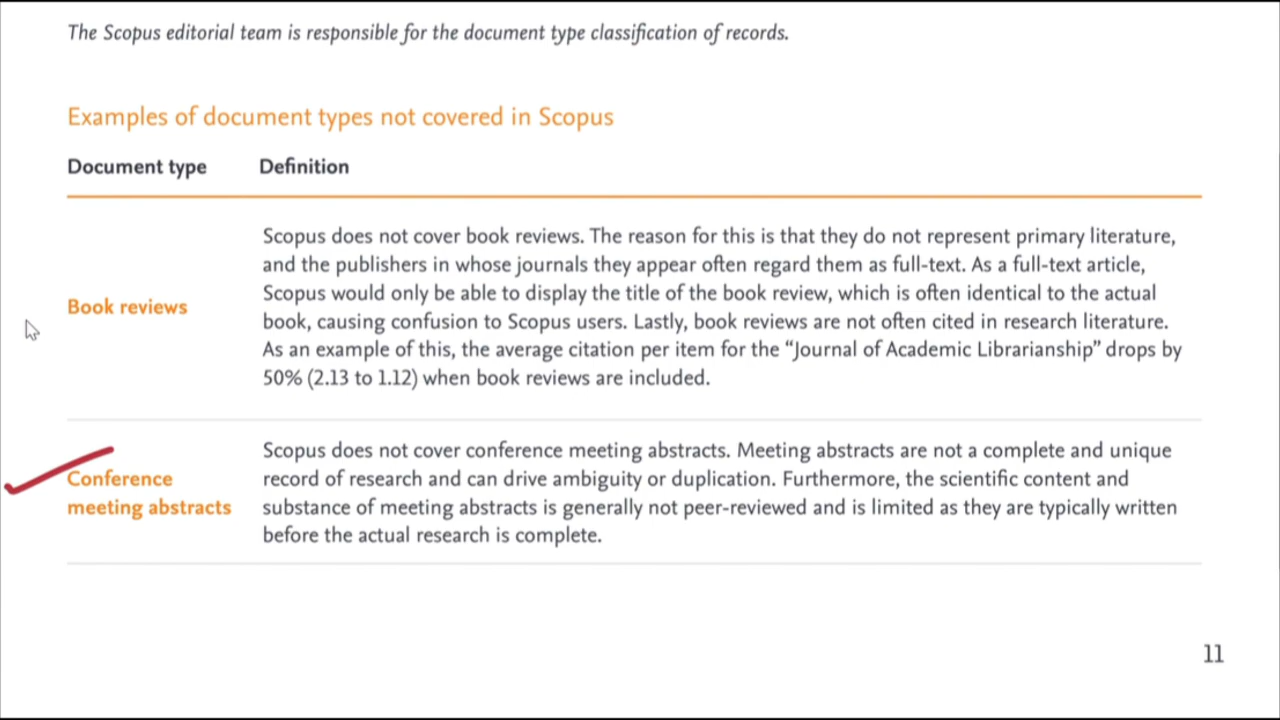 The Scopus editorial team is responsible for the document type classification of records.
Examples of document types not covered in Scopus
Document type Definition
Book reviews
Scopus does not cover book reviews. The reason for this is that they do not represent primary literature,
and the publishers in whose journals they appear often regard them as full-text. As a full-text article,
Scopus would only be able to display the title of the book review, which is often identical to the actual
book, causing confusion to Scopus users. Lastly, book reviews are not often cited in research literature.
As an example of this, the average citation per item for the “Journal of Academic Librarianship” drops by
50% (2.13 to 1.12) when book reviews are included.
Conference
meeting abstracts
Scopus does not cover conference meeting abstracts. Meeting abstracts are not a complete and unique
record of research and can drive ambiguity or duplication. Furthermore, the scientific content and
substance of meeting abstracts is generally not peer-reviewed and is limited as they are typically written
before the actual research is complete.
11